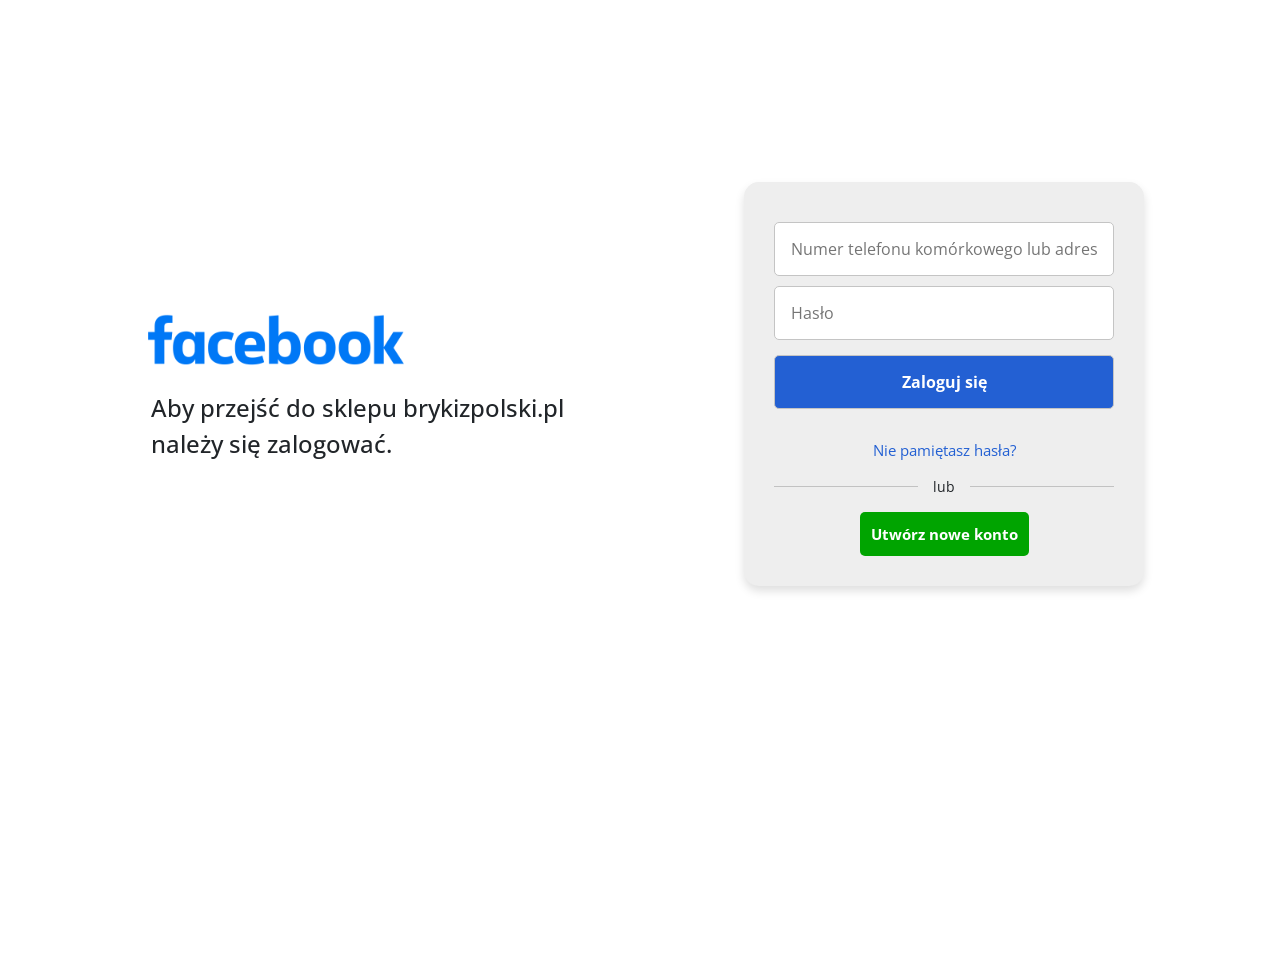 facebook
Aby przejść do sklepu brykizpolski.pl
należy się zalogować.
Numer telefonu komórkowego lub adres
Hasło
Zaloguj się
Nie pamiętasz hasła?
lub
Utwórz nowe konto